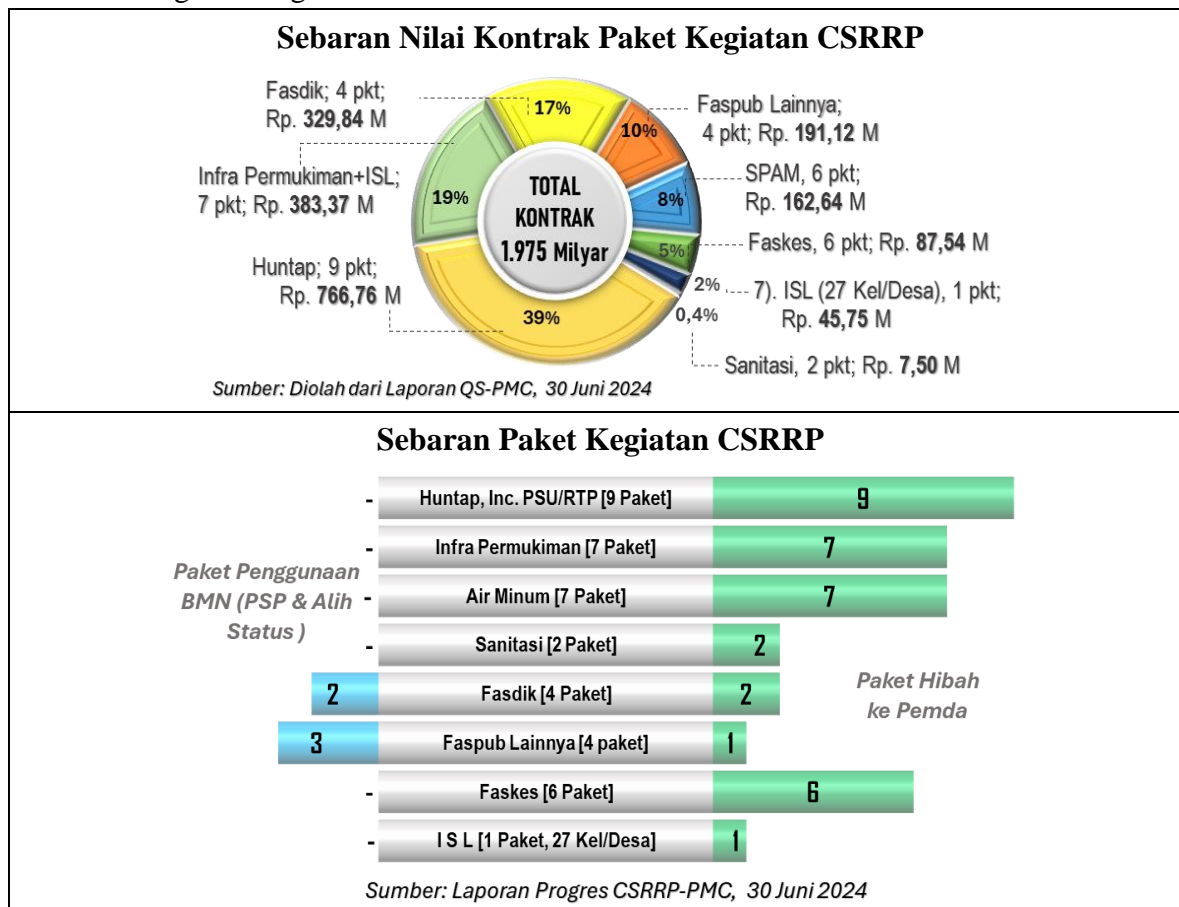 Sebaran Nilai Kontrak Paket Kegiatan CSRRP
Fasdik; 4 pkt;
Rp. 329,84 M
17%
Faspub Lainnya;
4 pkt; Rp. 191,12 M
10%
Infra Permukiman+ISL;
7 pkt; Rp. 383,37 M
19%
TOTAL
KONTRAK
1.975 Milyar
SPAM, 6 pkt;
Rp. 162,64 M
8%
Faskes, 6 pkt; Rp. 87,54 M
5%
Huntap; 9 pkt;
Rp. 766,76 M
39%
2%
7). ISL (27 Kel/Desa), 1 pkt;
Rp. 45,75 M
0,4%
Sanitasi, 2 pkt; Rp. 7,50 M
Sumber: Diolah dari Laporan QS-PMC, 30 Juni 2024
Sebaran Paket Kegiatan CSRRP
- Huntap, Inc. PSU/RTP [9 Paket] 9
- Infra Permukiman [7 Paket] 7
Paket Penggunaan
BMN (PSP & Alih
Status )
- Air Minum [7 Paket] 7
- Sanitasi [2 Paket] 2
2 Fasdik [4 Paket] 2
Paket Hibah
ke Pemda
3 Faspub Lainnya [4 paket] 1
- Faskes [6 Paket] 6
- I S L [1 Paket, 27 Kel/Desa] 1
Sumber: Laporan Progres CSRRP-PMC, 30 Juni 2024